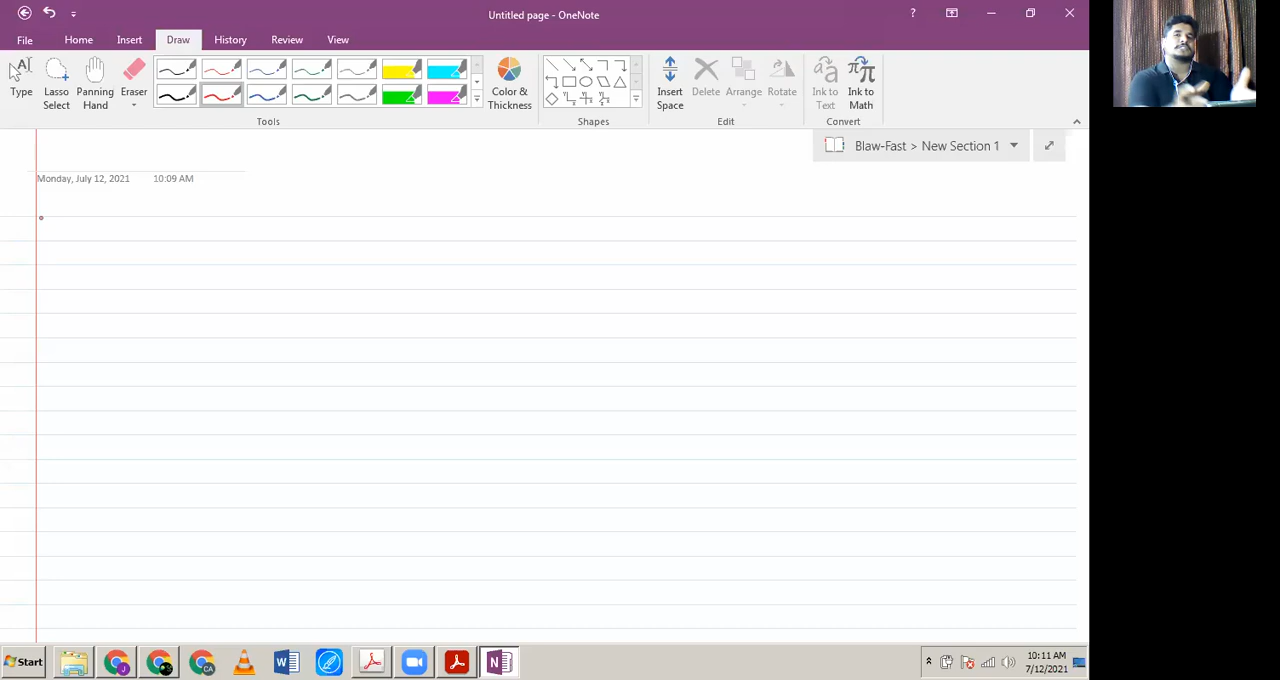 Untitled page - OneNote
?
File
Home
Insert
Draw
History
Review
View
Type
Lasso Select
Panning Hand
Eraser
Color & Thickness
Insert Space
Delete
Arrange
Rotate
Ink to Text
Ink to Math
Tools
Shapes
Edit
Convert
Blaw-Fast > New Section 1
Monday, July 12, 2021 10:09 AM
Start
10:11 AM
7/12/2021